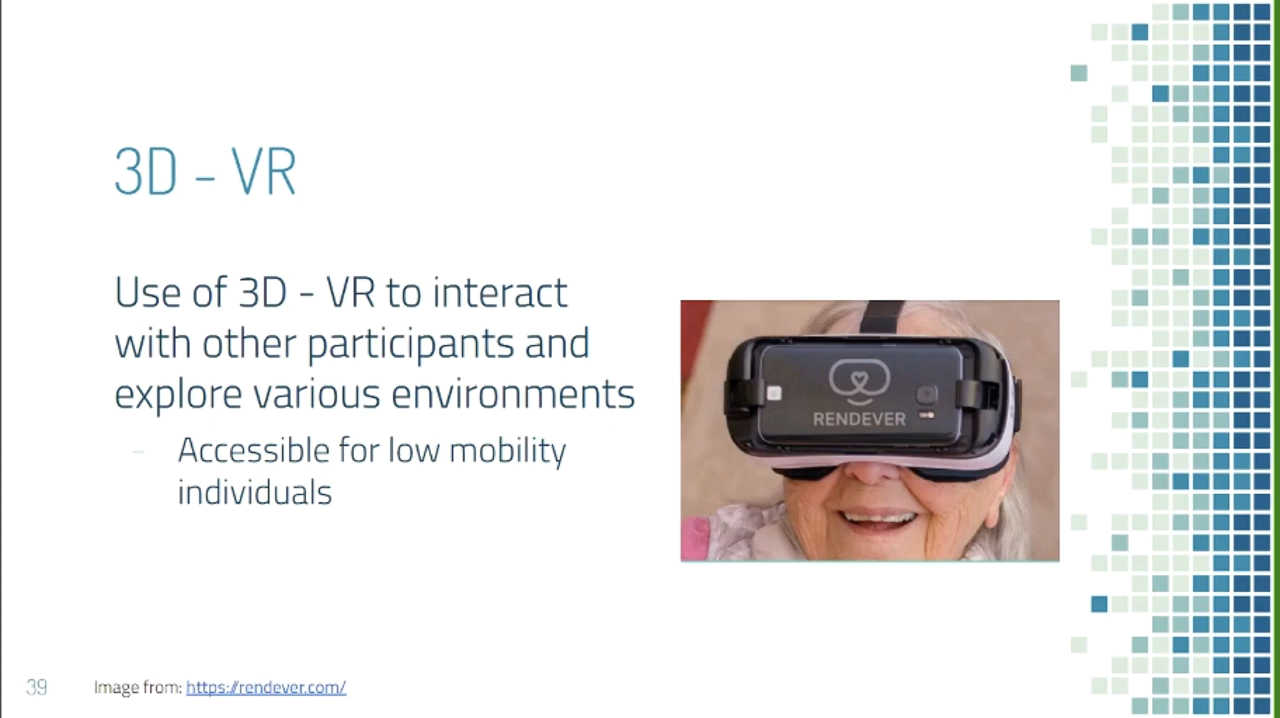 3D - VR
Use of 3D - VR to interact
with other participants and
explore various environments
- Accessible for low mobility
individuals
RENDEVER
39
Image from: https://rendever.com/